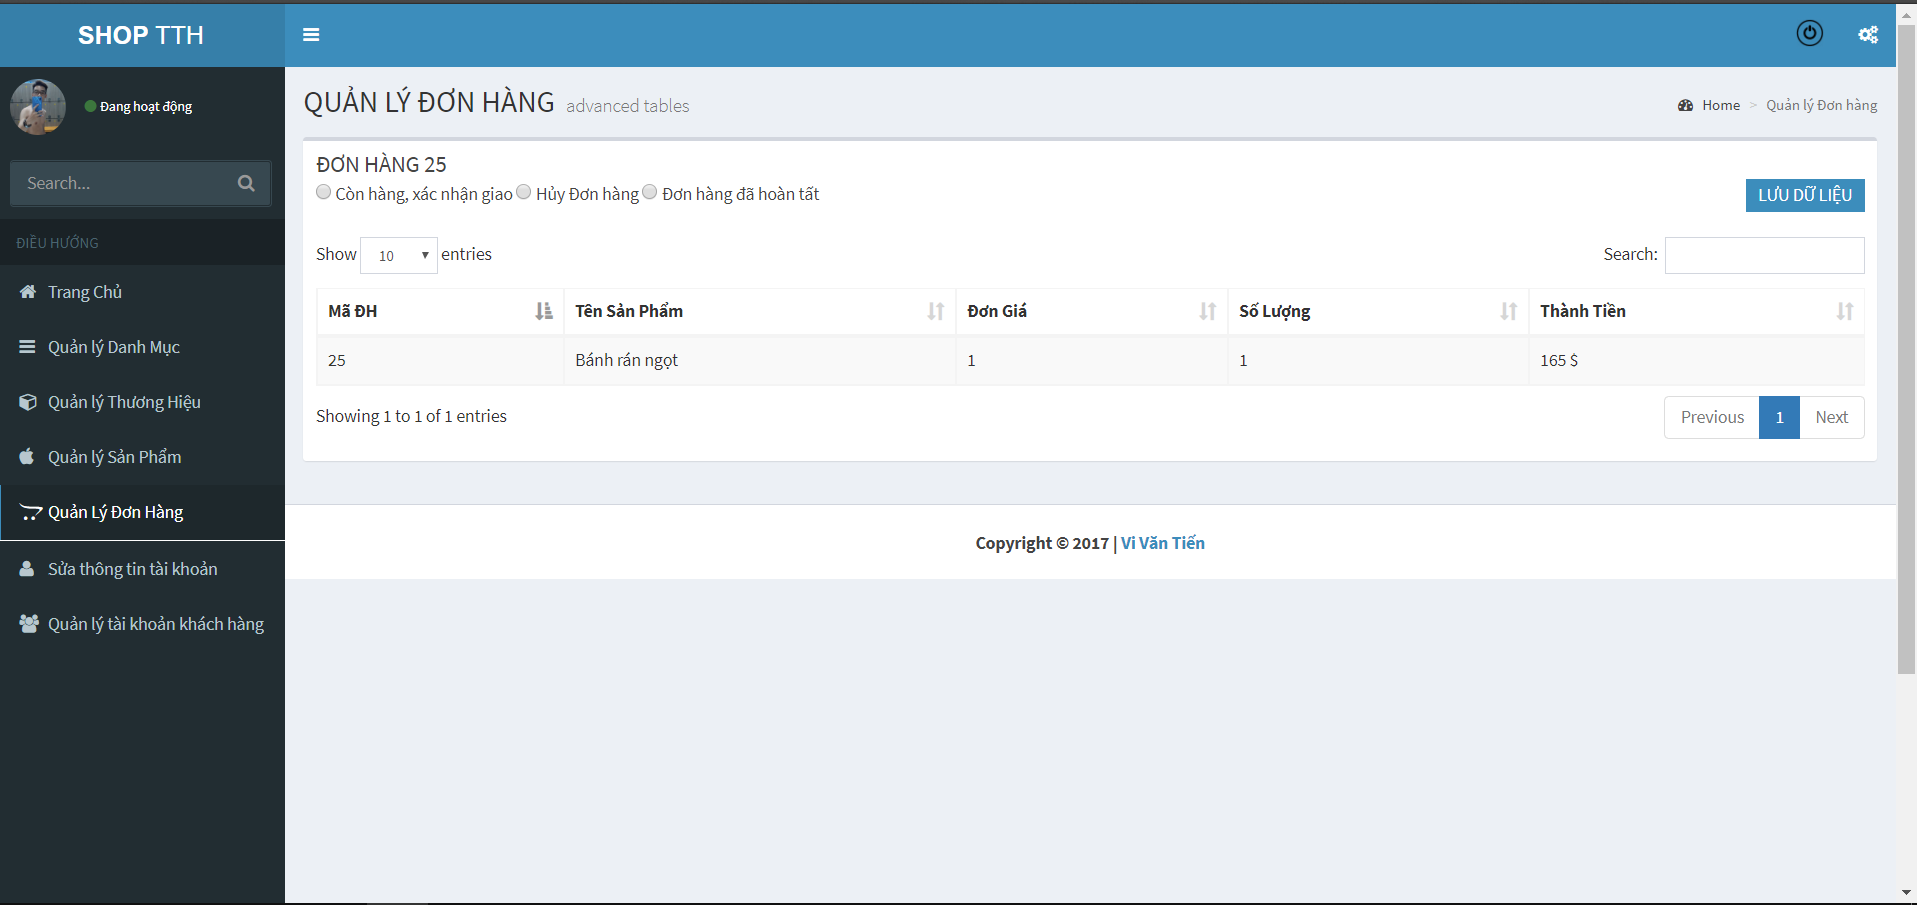 SHOP TTH
Đang hoạt động
Search...
ĐIỀU HƯỚNG
Trang Chủ
Quản lý Danh Mục
Quản lý Thương Hiệu
Quản lý Sản Phẩm
Quản Lý Đơn Hàng
Sửa thông tin tài khoản
Quản lý tài khoản khách hàng
QUẢN LÝ ĐƠN HÀNG advanced tables
Home > Quản lý Đơn hàng
ĐƠN HÀNG 25
Còn hàng, xác nhận giao Hủy Đơn hàng Đơn hàng đã hoàn tất
LƯU DỮ LIỆU
Show 10 entries
Search:
Mã ĐH Tên Sản Phẩm Đơn Giá Số Lượng Thành Tiền
25 Bánh rán ngọt 1 1 165 $
Showing 1 to 1 of 1 entries
Previous 1 Next
Copyright © 2017 | Vi Văn Tiến